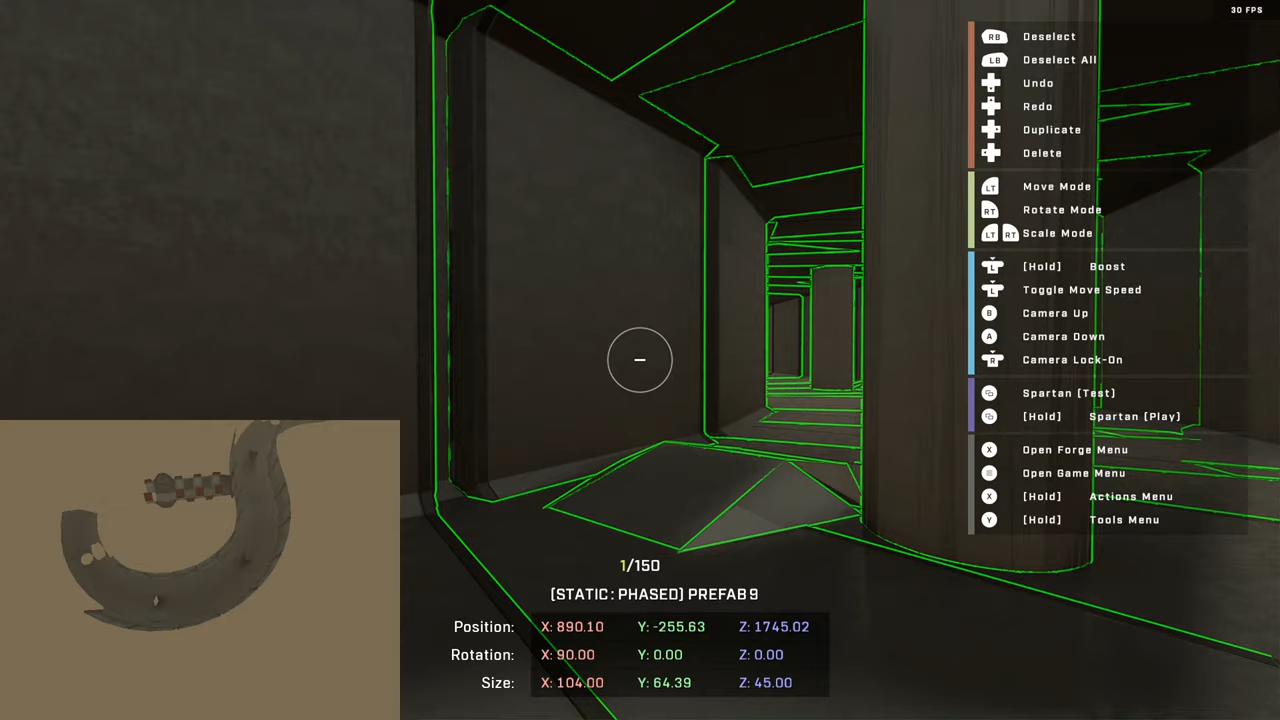 30 FPS
RB Deselect
LB Deselect All
Undo
Redo
Duplicate
Delete
LT Move Mode
RT Rotate Mode
LT RT Scale Mode
L [Hold] Boost
L Toggle Move Speed
B Camera Up
A Camera Down
R Camera Lock-On
Spartan (Test)
[Hold] Spartan (Play)
X Open Forge Menu
Open Game Menu
X [Hold] Actions Menu
Y [Hold] Tools Menu
1/150
[STATIC : PHASED] PREFAB 9
Position: X: 890.10 Y: -255.63 Z: 1745.02
Rotation: X: 90.00 Y: 0.00 Z: 0.00
Size: X: 104.00 Y: 64.39 Z: 45.00